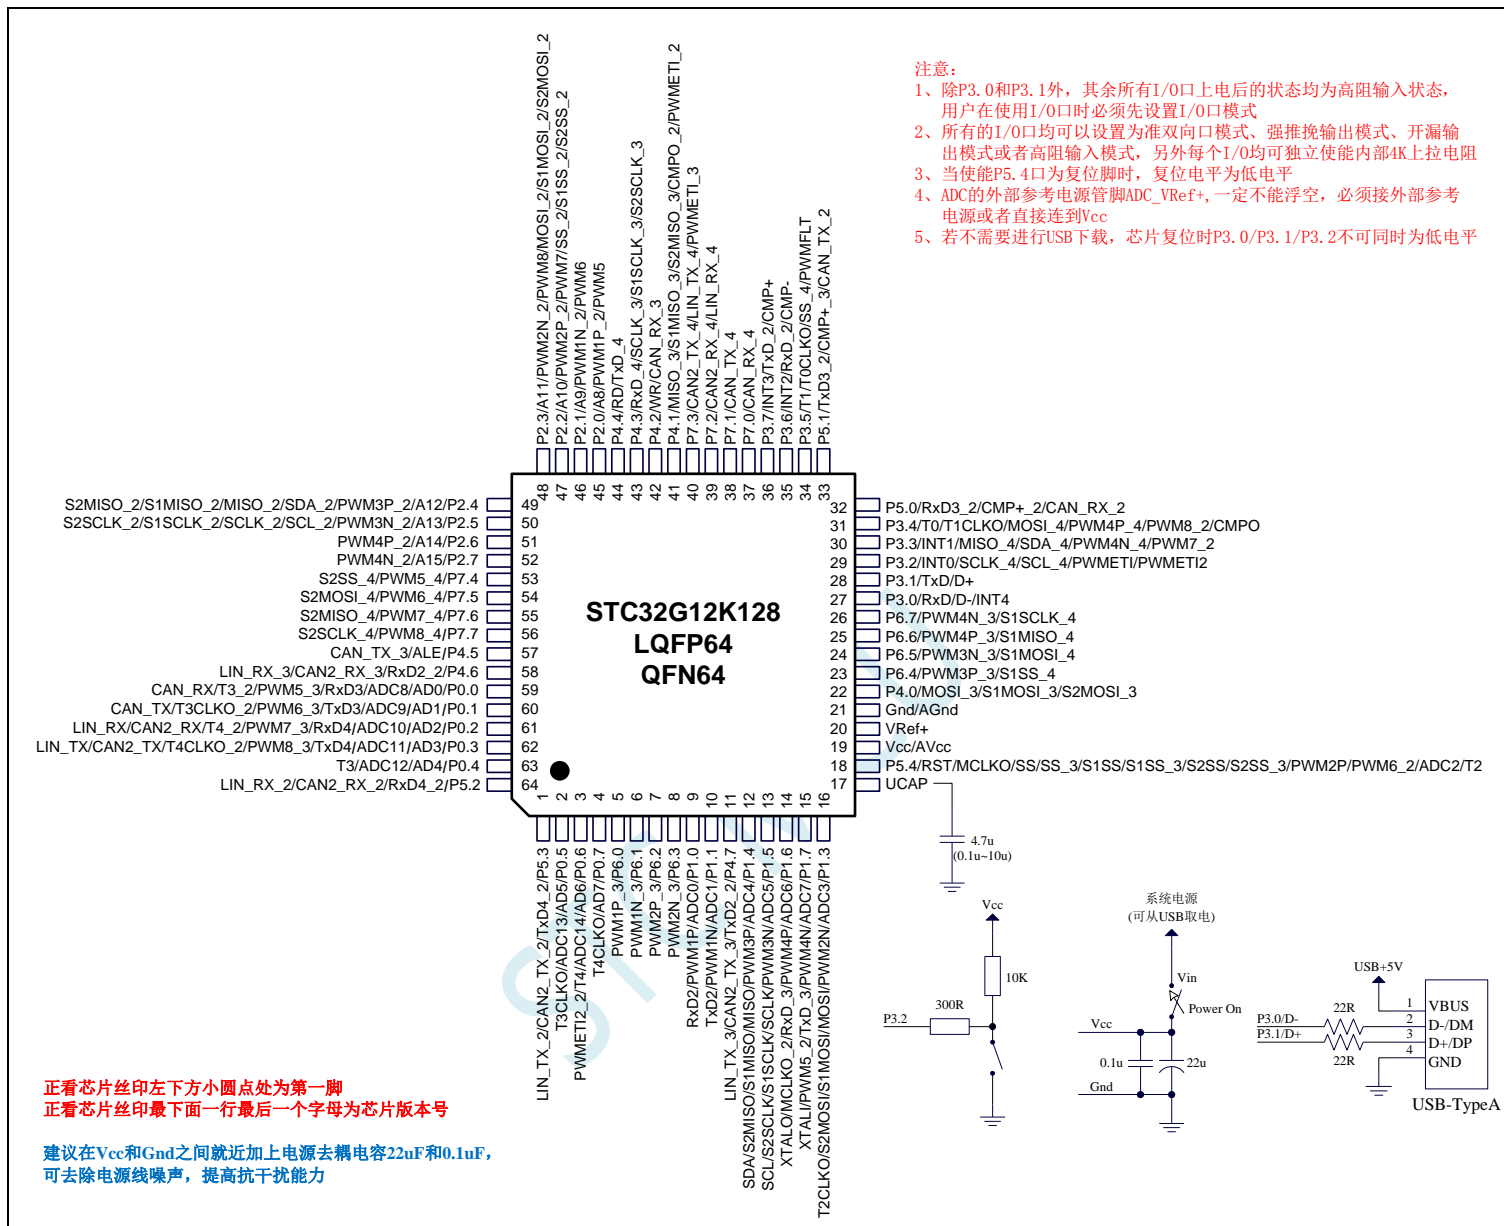 注意：
1、除P3.0和P3.1外，其余所有I/O口上电后的状态均为高阻输入状态，
用户在使用I/O口时必须先设置I/O口模式
2、所有的I/O口均可以设置为准双向口模式、强推挽输出模式、开漏输
出模式或者高阻输入模式，另外每个I/O均可独立使能内部4K上拉电阻
3、当使能P5.4口为复位脚时，复位电平为低电平
4、ADC的外部参考电源管脚ADC_VRef+,一定不能浮空，必须接外部参考
电源或者直接连到Vcc
5、若不需要进行USB下载，芯片复位时P3.0/P3.1/P3.2不可同时为低电平
P2.3/A11/PWM2N_2/PWM8/MOSI_2/S1MOSI_2/S2MOSI_2
P2.2/A10/PWM2P_2/PWM7/SS_2/S1SS_2/S2SS_2
P2.1/A9/PWM1N_2/PWM6
P2.0/A8/PWM1P_2/PWM5
P4.4/RD/TxD_4
P4.3/RxD_4/SCLK_3/S1SCLK_3/S2SCLK_3
P4.2/WR/CAN_RX_3
P4.1/MISO_3/S1MISO_3/S2MISO_3/CMPO_2/PWMETI_2
P7.3/CAN2_TX_4/LIN_TX_4/PWMETI_3
P7.2/CAN2_RX_4/LIN_RX_4
P7.1/CAN_TX_4
P7.0/CAN_RX_4
P3.7/INT3/TxD_2/CMP+
P3.6/INT2/RxD_2/CMP-
P3.5/T1/T0CLKO/SS_4/PWMFLT
P5.1/TxD3_2/CMP+_3/CAN_TX_2
48 47 46 45 44 43 42 41 40 39 38 37 36 35 34 33
S2MISO_2/S1MISO_2/MISO_2/SDA_2/PWM3P_2/A12/P2.4 49
S2SCLK_2/S1SCLK_2/SCLK_2/SCL_2/PWM3N_2/A13/P2.5 50
PWM4P_2/A14/P2.6 51
PWM4N_2/A15/P2.7 52
S2SS_4/PWM5_4/P7.4 53
S2MOSI_4/PWM6_4/P7.5 54
S2MISO_4/PWM7_4/P7.6 55
S2SCLK_4/PWM8_4/P7.7 56
CAN_TX_3/ALE/P4.5 57
LIN_RX_3/CAN2_RX_3/RxD2_2/P4.6 58
CAN_RX/T3_2/PWM5_3/RxD3/ADC8/AD0/P0.0 59
CAN_TX/T3CLKO_2/PWM6_3/TxD3/ADC9/AD1/P0.1 60
LIN_RX/CAN2_RX/T4_2/PWM7_3/RxD4/ADC10/AD2/P0.2 61
LIN_TX/CAN2_TX/T4CLKO_2/PWM8_3/TxD4/ADC11/AD3/P0.3 62
T3/ADC12/AD4/P0.4 63
LIN_RX_2/CAN2_RX_2/RxD4_2/P5.2 64
STC32G12K128
LQFP64
QFN64
32 P5.0/RxD3_2/CMP+_2/CAN_RX_2
31 P3.4/T0/T1CLKO/MOSI_4/PWM4P_4/PWM8_2/CMPO
30 P3.3/INT1/MISO_4/SDA_4/PWM4N_4/PWM7_2
29 P3.2/INT0/SCLK_4/SCL_4/PWMETI/PWMETI2
28 P3.1/TxD/D+
27 P3.0/RxD/D-/INT4
26 P6.7/PWM4N_3/S1SCLK_4
25 P6.6/PWM4P_3/S1MISO_4
24 P6.5/PWM3N_3/S1MOSI_4
23 P6.4/PWM3P_3/S1SS_4
22 P4.0/MOSI_3/S1MOSI_3/S2MOSI_3
21 Gnd/AGnd
20 VRef+
19 Vcc/AVcc
18 P5.4/RST/MCLKO/SS/SS_3/S1SS/S1SS_3/S2SS/S2SS_3/PWM2P/PWM6_2/ADC2/T2
17 UCAP
1 2 3 4 5 6 7 8 9 10 11 12 13 14 15 16
LIN_TX_2/CAN2_TX_2/TxD4_2/P5.3
T3CLKO/ADC13/AD5/P0.5
PWMETI2_2/T4/ADC14/AD6/P0.6
T4CLKO/AD7/P0.7
PWM1P_3/P6.0
PWM1N_3/P6.1
PWM2P_3/P6.2
PWM2N_3/P6.3
RxD2/PWM1P/ADC0/P1.0
TxD2/PWM1N/ADC1/P1.1
LIN_TX_3/CAN2_TX_3/TxD2_2/P4.7
SDA/S2MISO/S1MISO/MISO/PWM3P/ADC4/P1.4
SCL/S2SCLK/S1SCLK/SCLK/PWM3N/ADC5/P1.5
XTALO/MCLKO_2/RxD_3/PWM4P/ADC6/P1.6
XTALI/PWM5_2/TxD_3/PWM4N/ADC7/P1.7
T2CLKO/S2MOSI/S1MOSI/MOSI/PWM2N/ADC3/P1.3
4.7u
(0.1u~10u)
Vcc
10K
300R
P3.2
系统电源
(可从USB取电)
Vin
Power On
Vcc
0.1u
22u
Gnd
USB+5V
P3.0/D-
P3.1/D+
22R
22R
1 VBUS
2 D-/DM
3 D+/DP
4 GND
USB-TypeA
正看芯片丝印左下方小圆点处为第一脚
正看芯片丝印最下面一行最后一个字母为芯片版本号
建议在Vcc和Gnd之间就近加上电源去耦电容22uF和0.1uF，
可去除电源线噪声，提高抗干扰能力